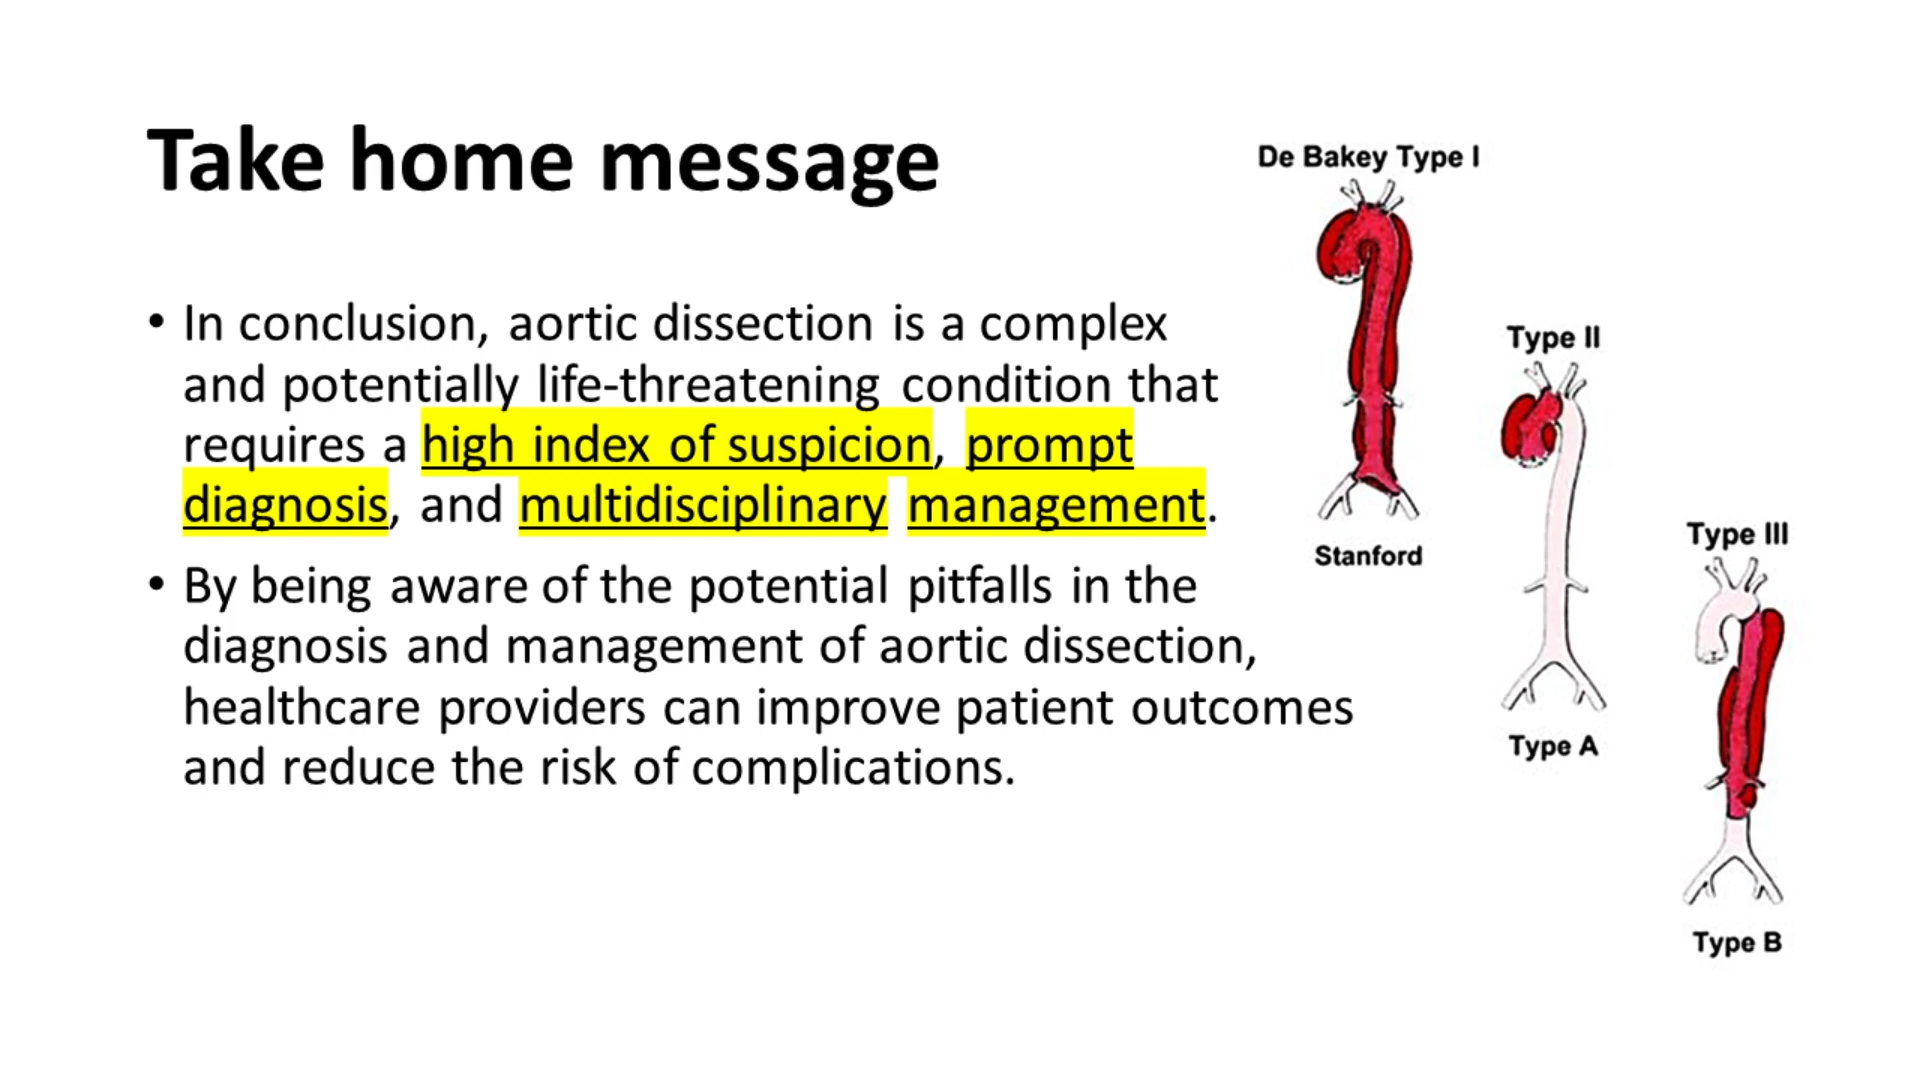 Take home message
• In conclusion, aortic dissection is a complex
and potentially life-threatening condition that
requires a high index of suspicion, prompt
diagnosis, and multidisciplinary management.
• By being aware of the potential pitfalls in the
diagnosis and management of aortic dissection,
healthcare providers can improve patient outcomes
and reduce the risk of complications.
De Bakey Type I
Stanford
Type II
Type A
Type III
Type B